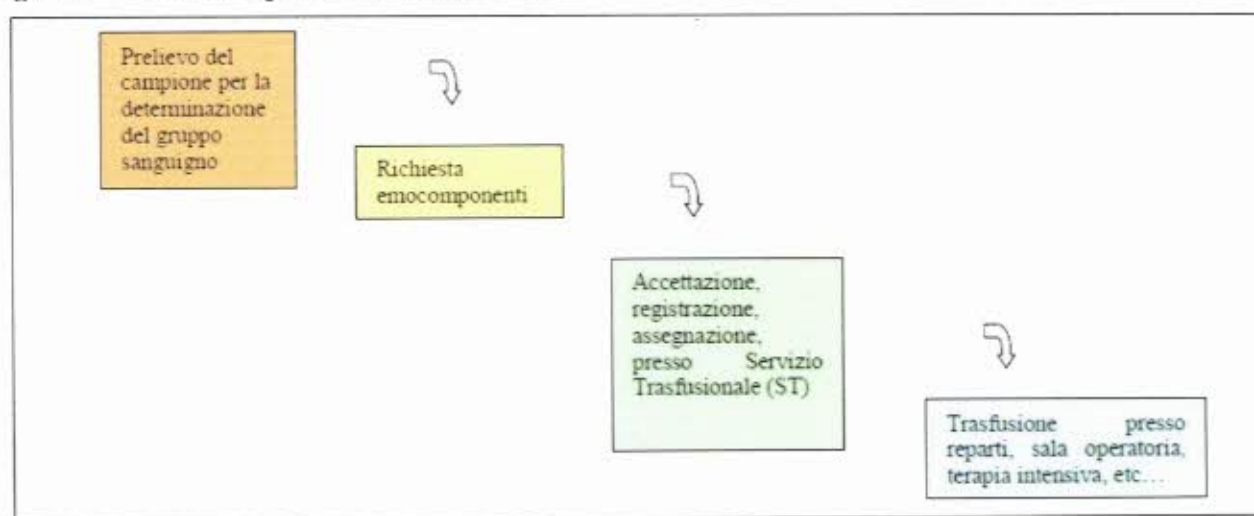 Prelievo del
campione per la
determinazione
del gruppo
sanguigno
Richiesta
emocomponenti
Accettazione,
registrazione,
assegnazione,
presso Servizio
Trasfusionale (ST)
Trasfusione presso
reparti, sala operatoria,
terapia intensiva, etc…